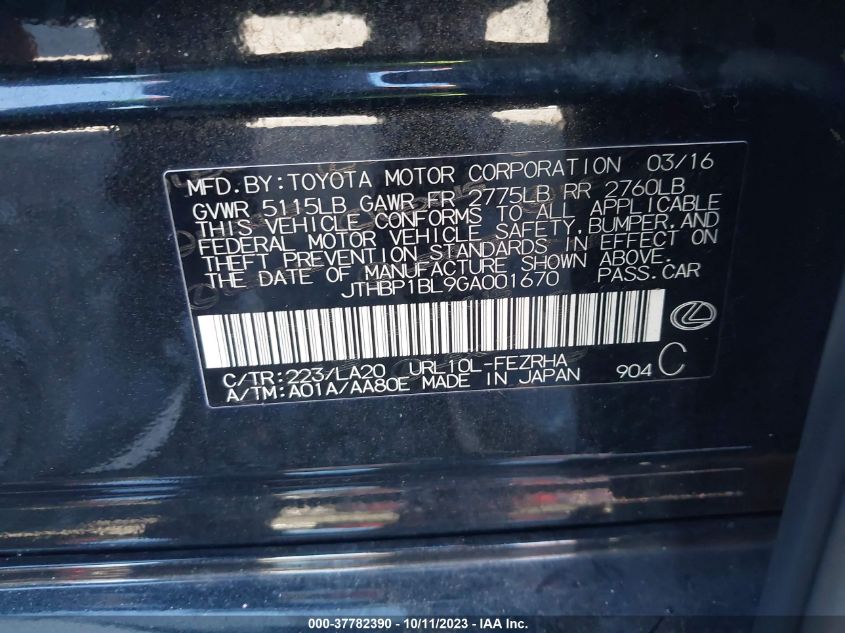 MFD.BY:TOYOTA MOTOR CORPORATION 03/16
GVWR 5115LB GAWR FR 2775LB RR 2760LB
THIS VEHICLE CONFORMS TO ALL APPLICABLE
FEDERAL MOTOR VEHICLE SAFETY,BUMPER,AND
THEFT PREVENTION STANDARDS IN EFFECT ON
THE DATE OF MANUFACTURE SHOWN ABOVE.
JTHBP1BL9GA001670 PASS.CAR
C/TR:223/LA20 URL10L-FEZRHA
A/TM:A01A/AA80E MADE IN JAPAN 904 C
000-37782390 - 10/11/2023 - IAA Inc.